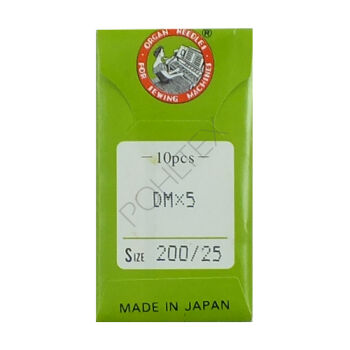 ORGAN NEEDLES
FOR SEWING MACHINES
®
—10pcs—
DM×5
SIZE 200/25
POHLTEX
MADE IN JAPAN